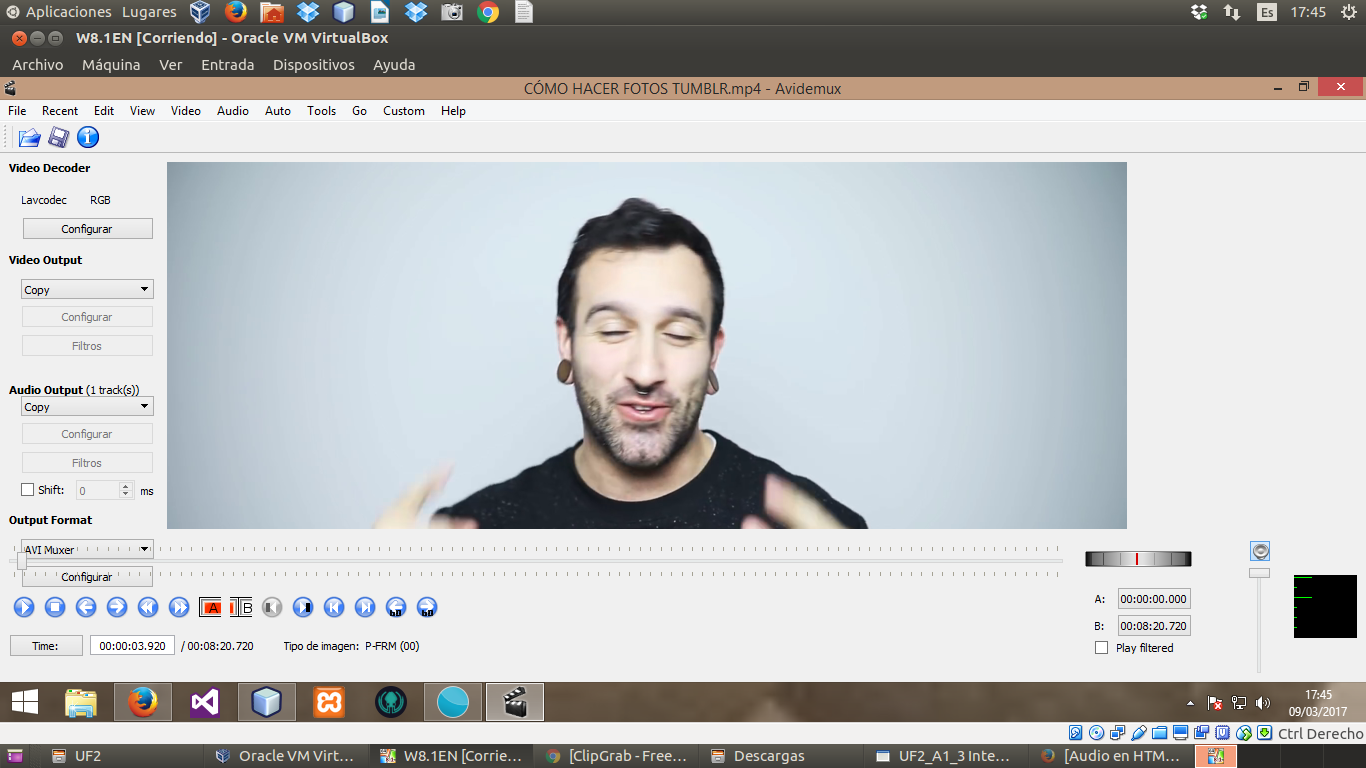 Aplicaciones Lugares Es 17:45
W8.1EN [Corriendo] - Oracle VM VirtualBox
Archivo Máquina Ver Entrada Dispositivos Ayuda
CÓMO HACER FOTOS TUMBLR.mp4 - Avidemux
File Recent Edit View Video Audio Auto Tools Go Custom Help
Video Decoder
Lavcodec RGB
Configurar
Video Output
Copy
Configurar
Filtros
Audio Output (1 track(s))
Copy
Configurar
Filtros
Shift: 0 ms
Output Format
AVI Muxer
Configurar
A B 60 60
A: 00:00:00.000
B: 00:08:20.720
Time: 00:00:03.920 / 00:08:20.720 Tipo de imagen: P-FRM (00)
Play filtered
17:45
09/03/2017
Ctrl Derecho
UF2 Oracle VM Virt... W8.1EN [Corrie... [ClipGrab - Free... Descargas UF2_A1_3 Inte... [Audio en HTM...